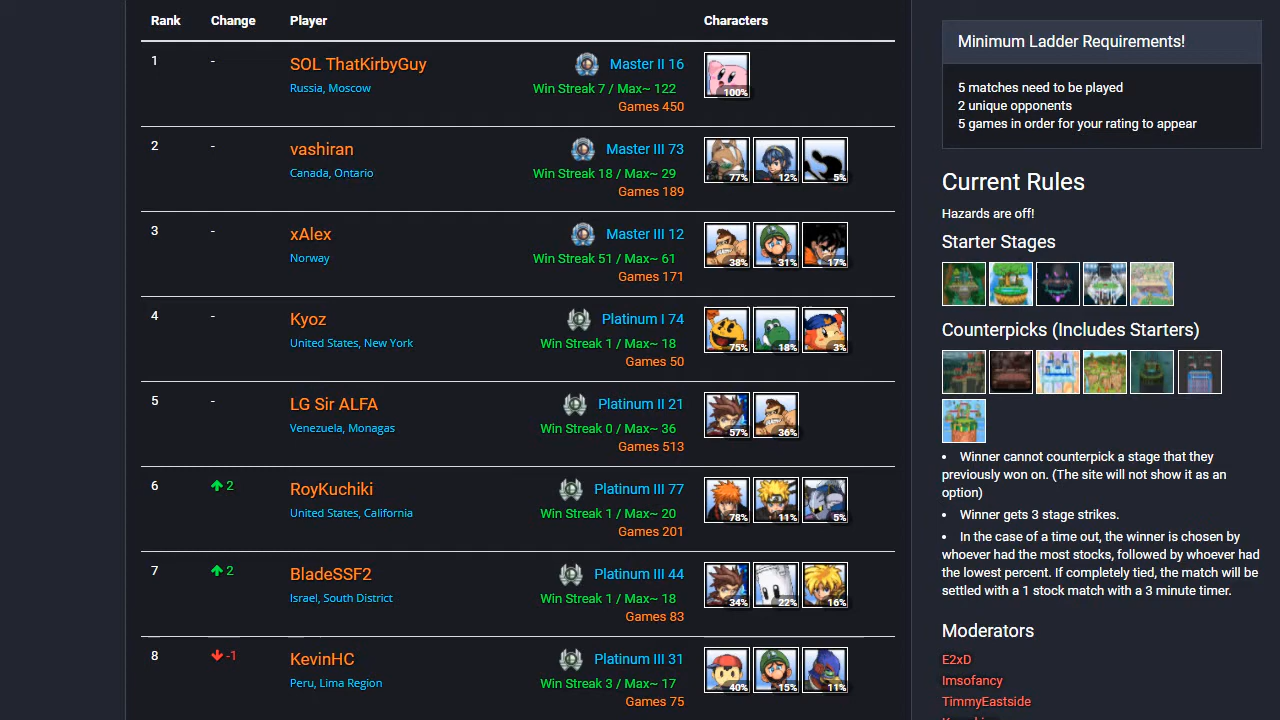 Rank Change Player Characters
1 - SOL ThatKirbyGuy Master II 16
Russia, Moscow Win Streak 7 / Max~ 122 100%
Games 450
2 - vashiran Master III 73
Canada, Ontario Win Streak 18 / Max~ 29 77% 12% 5%
Games 189
3 - xAlex Master III 12
Norway Win Streak 51 / Max~ 61 38% 31% 17%
Games 171
4 - Kyoz Platinum I 74
United States, New York Win Streak 1 / Max~ 18 75% 18% 3%
Games 50
5 - LG Sir ALFA Platinum II 21
Venezuela, Monagas Win Streak 0 / Max~ 36 57% 36%
Games 513
6 2 RoyKuchiki Platinum III 77
United States, California Win Streak 1 / Max~ 20 78% 11% 5%
Games 201
7 2 BladeSSF2 Platinum III 44
Israel, South District Win Streak 1 / Max~ 18 34% 22% 16%
Games 83
8 -1 KevinHC Platinum III 31
Peru, Lima Region Win Streak 3 / Max~ 17 40% 15% 11%
Games 75
Minimum Ladder Requirements!
5 matches need to be played
2 unique opponents
5 games in order for your rating to appear
Current Rules
Hazards are off!
Starter Stages
Counterpicks (Includes Starters)
• Winner cannot counterpick a stage that they
previously won on. (The site will not show it as an
option)
• Winner gets 3 stage strikes.
• In the case of a time out, the winner is chosen by
whoever had the most stocks, followed by whoever had
the lowest percent. If completely tied, the match will be
settled with a 1 stock match with a 3 minute timer.
Moderators
E2xD
Imsofancy
TimmyEastside